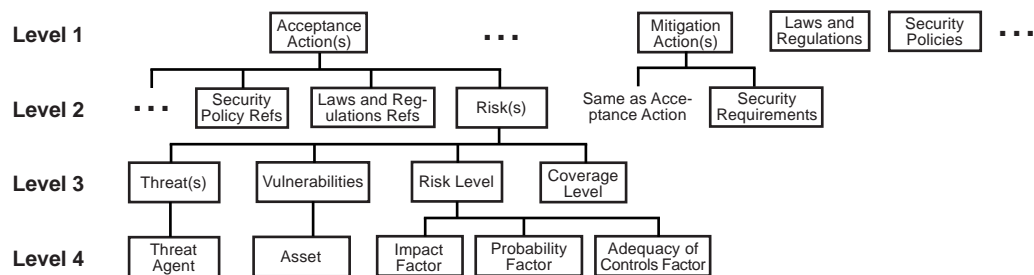 Level 1
Acceptance
Action(s)
...
Mitigation
Action(s)
Laws and
Regulations
Security
Policies
...
Level 2
...
Security
Policy Refs
Laws and Reg-
ulations Refs
Risk(s)
Same as Acce-
ptance Action
Security
Requirements
Level 3
Threat(s)
Vulnerabilities
Risk Level
Coverage
Level
Level 4
Threat
Agent
Asset
Impact
Factor
Probability
Factor
Adequacy of
Controls Factor